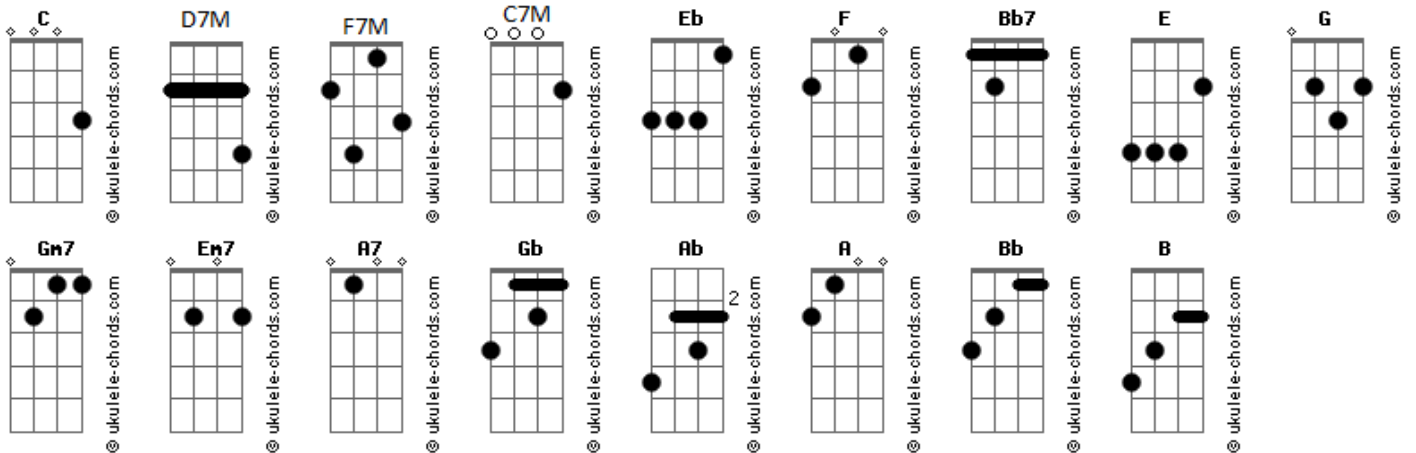 C D7M F7M C7M Eb F Bb7 E G
© ukulele-chords.com © ukulele-chords.com © ukulele-chords.com © ukulele-chords.com © ukulele-chords.com © ukulele-chords.com © ukulele-chords.com © ukulele-chords.com © ukulele-chords.com
Gm7 Em7 A7 Gb Ab A Bb B
2
© ukulele-chords.com © ukulele-chords.com © ukulele-chords.com © ukulele-chords.com © ukulele-chords.com © ukulele-chords.com © ukulele-chords.com © ukulele-chords.com